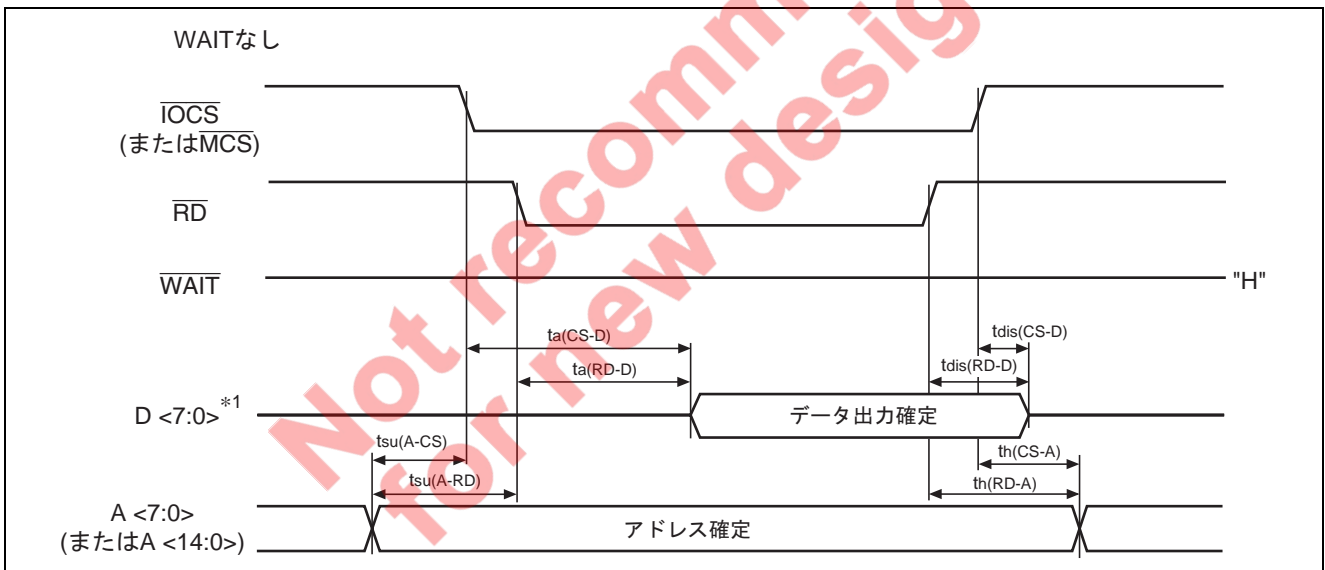 WAITなし
IOCS
(またはMCS)
RD
WAIT
"H"
ta(CS-D)
tdis(CS-D)
ta(RD-D)
tdis(RD-D)
D <7:0>*1
データ出力確定
tsu(A-CS)
th(CS-A)
tsu(A-RD)
th(RD-A)
A <7:0>
(またはA <14:0>)
アドレス確定
Not recomm
for new desig